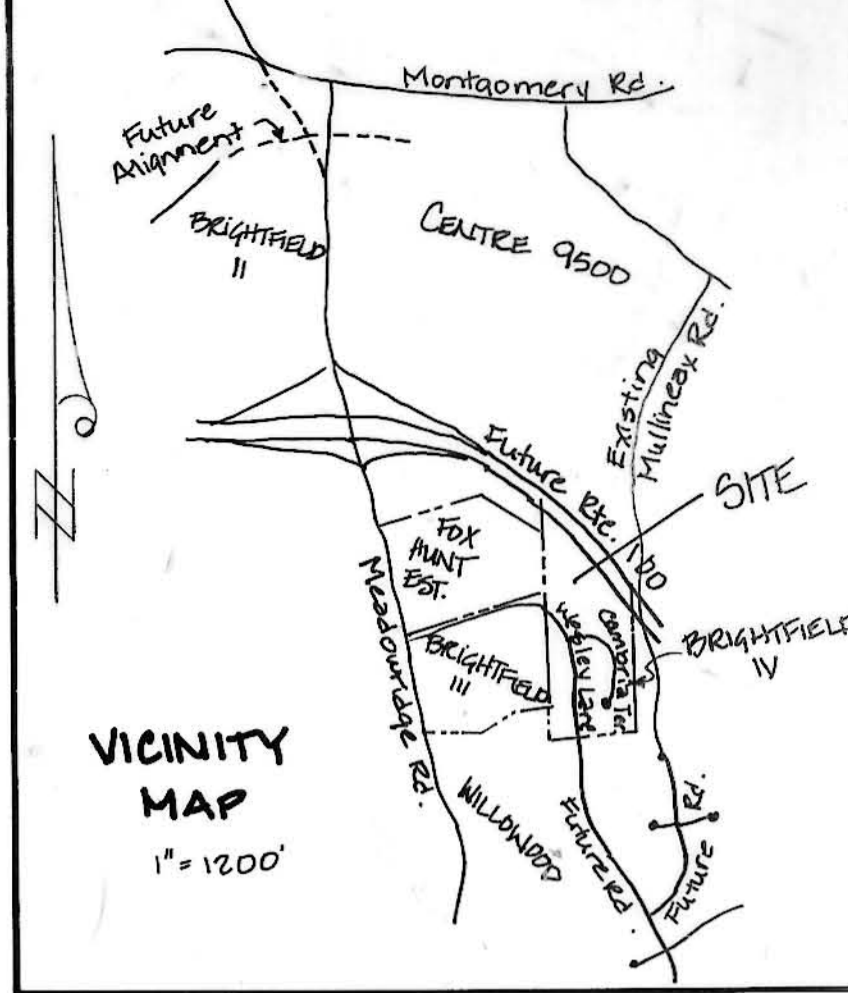 Montgomery Rd.
Future
Alignment
BRIGHTFIELD
II
CENTRE 9500
Existing
Mullineax Rd.
Future Rte. 100
SITE
N
FOX
HUNT
EST.
Meadowridge Rd.
BRIGHTFIELD
III
Wesley Lane
Cambria Ter.
BRIGHTFIELD
IV
VICINITY
MAP
1" = 1200'
WILLOWOOD
Future Rd.
Future Rd.